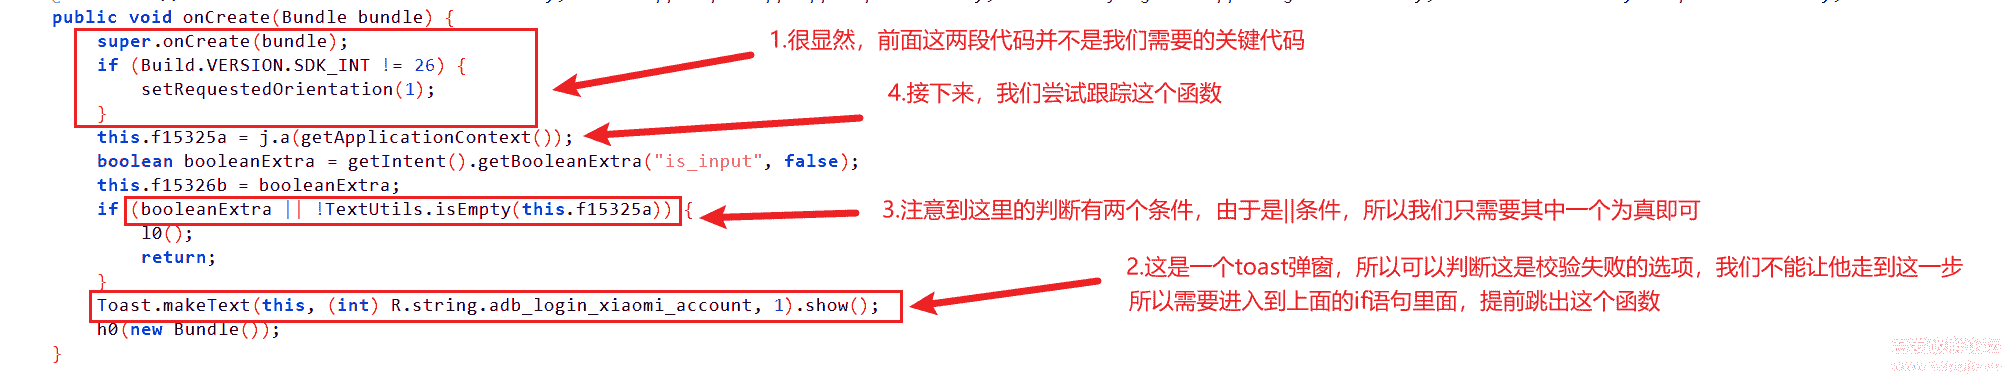 public void onCreate(Bundle bundle) {
super.onCreate(bundle);
1.很显然，前面这两段代码并不是我们需要的关键代码
if (Build.VERSION.SDK_INT != 26) {
setRequestedOrientation(1);
4.接下来，我们尝试跟踪这个函数
}
this.f15325a = j.a(getApplicationContext());
boolean booleanExtra = getIntent().getBooleanExtra("is_input", false);
this.f15326b = booleanExtra;
if (booleanExtra || !TextUtils.isEmpty(this.f15325a)) {
3.注意到这里的判断有两个条件，由于是||条件，所以我们只需要其中一个为真即可
l0();
return;
}
2.这是一个toast弹窗，所以可以判断这是校验失败的选项，我们不能让他走到这一步
所以需要进入到上面的if语句里面，提前跳出这个函数
Toast.makeText(this, (int) R.string.adb_login_xiaomi_account, 1).show();
h0(new Bundle());
}